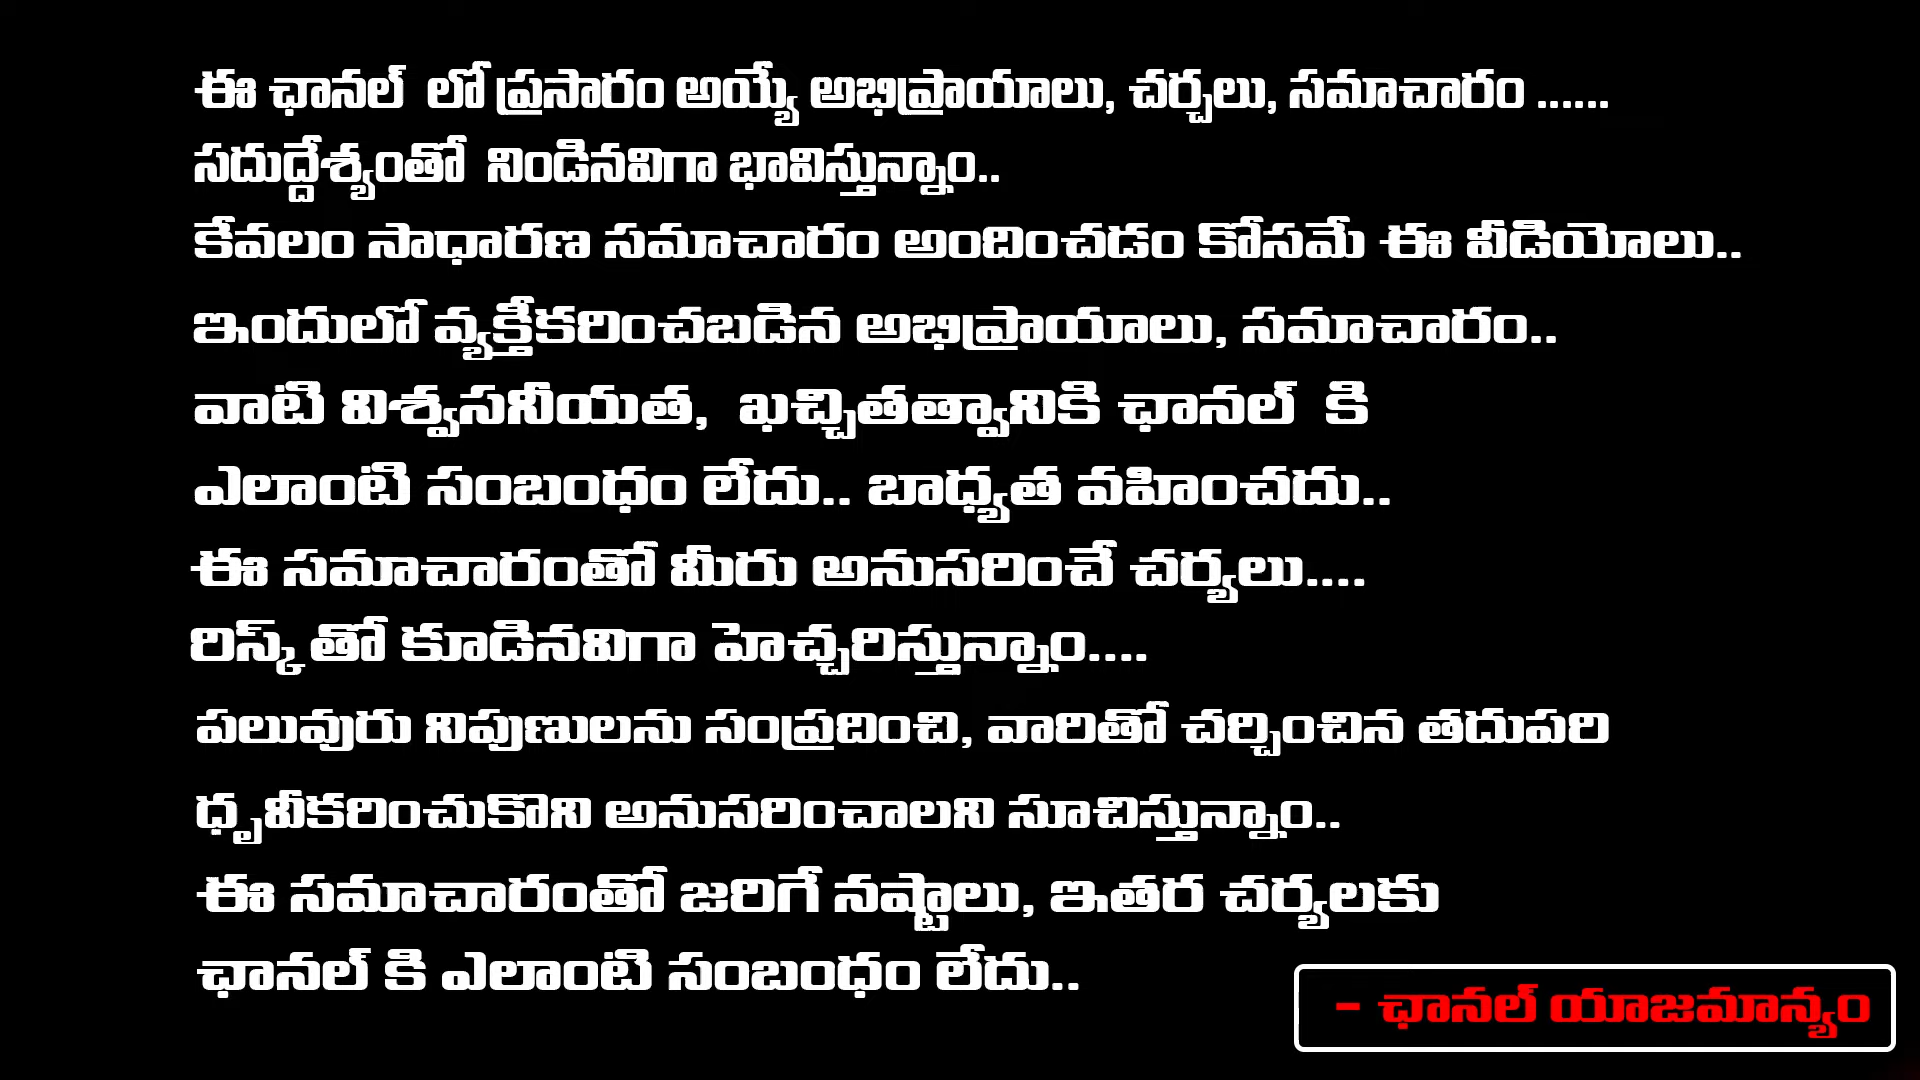 ఈ ఛానల్ లో ప్రసారం అయ్యే అభిప్రాయాలు, చర్చలు, సమాచారం ......
సదుద్దేశ్యంతో నిండినవిగా భావిస్తున్నాం..
కేవలం సాధారణ సమాచారం అందించడం కోసమే ఈ వీడియోలు..
ఇందులో వ్యక్తీకరించబడిన అభిప్రాయాలు, సమాచారం..
వాటి విశ్వసనీయత, ఖచ్చితత్వానికి ఛానల్ కి
ఎలాంటి సంబంధం లేదు.. బాధ్యత వహించదు..
ఈ సమాచారంతో మీరు అనుసరించే చర్యలు....
రిస్క్ తో కూడినవిగా హెచ్చరిస్తున్నాం....
పలువురు నిపుణులను సంప్రదించి, వారితో చర్చించిన తదుపరి
ధృవీకరించుకొని అనుసరించాలని సూచిస్తున్నాం..
ఈ సమాచారంతో జరిగే నష్టాలు, ఇతర చర్యలకు
ఛానల్ కి ఎలాంటి సంబంధం లేదు..
- ఛానల్ యాజమాన్యం